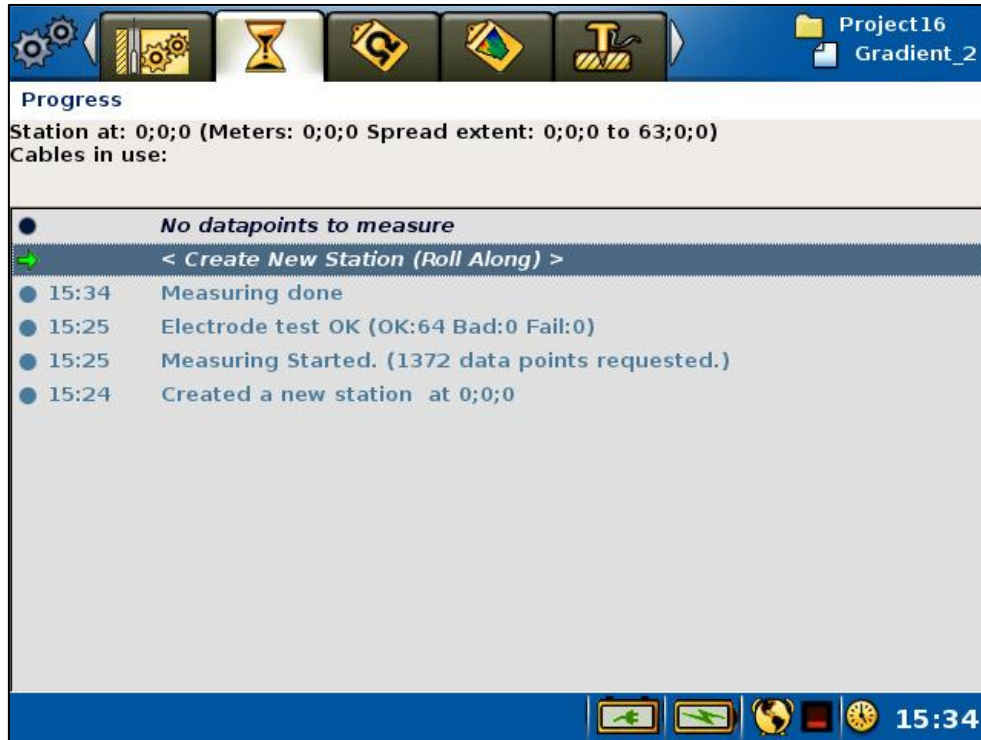 Project16
Gradient_2
Progress
Station at: 0;0;0 (Meters: 0;0;0 Spread extent: 0;0;0 to 63;0;0)
Cables in use:
No datapoints to measure
< Create New Station (Roll Along) >
15:34 Measuring done
15:25 Electrode test OK (OK:64 Bad:0 Fail:0)
15:25 Measuring Started. (1372 data points requested.)
15:24 Created a new station at 0;0;0
15:34